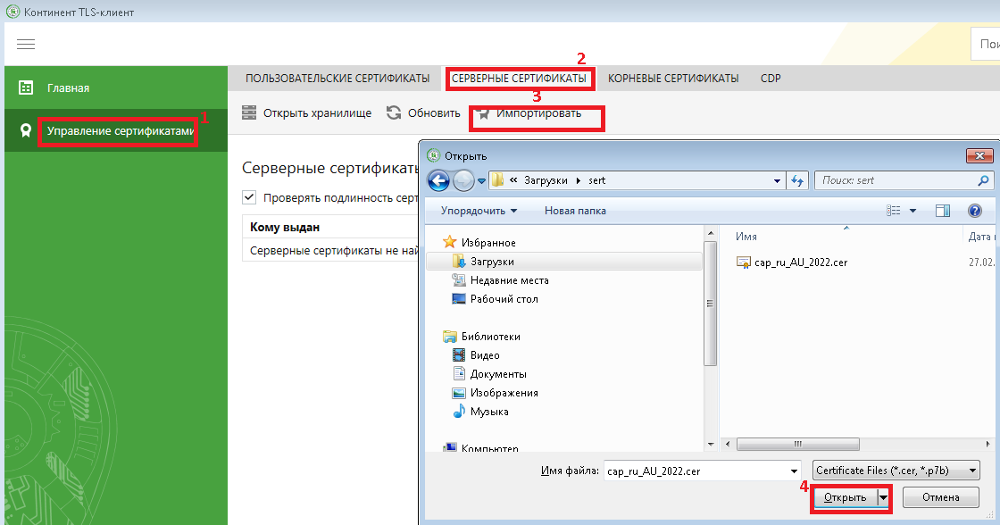 Континент TLS-клиент
Пои
Главная
Управление сертификатами
1
ПОЛЬЗОВАТЕЛЬСКИЕ СЕРТИФИКАТЫ
СЕРВЕРНЫЕ СЕРТИФИКАТЫ
2
КОРНЕВЫЕ СЕРТИФИКАТЫ
CDP
Открыть хранилище
Обновить
3
Импортировать
Серверные сертификать
Проверять подлинность серт
Кому выдан
Серверные сертификаты не най
Открыть
« Загрузки
sert
Поиск: sert
Упорядочить
Новая папка
Избранное
Загрузки
Недавние места
Рабочий стол
Библиотеки
Видео
Документы
Изображения
Музыка
Компьютер
Имя
Дата
cap_ru_AU_2022.cer
27.02.
Имя файла:
cap_ru_AU_2022.cer
Certificate Files (*.cer, *.p7b)
4
Открыть
Отмена